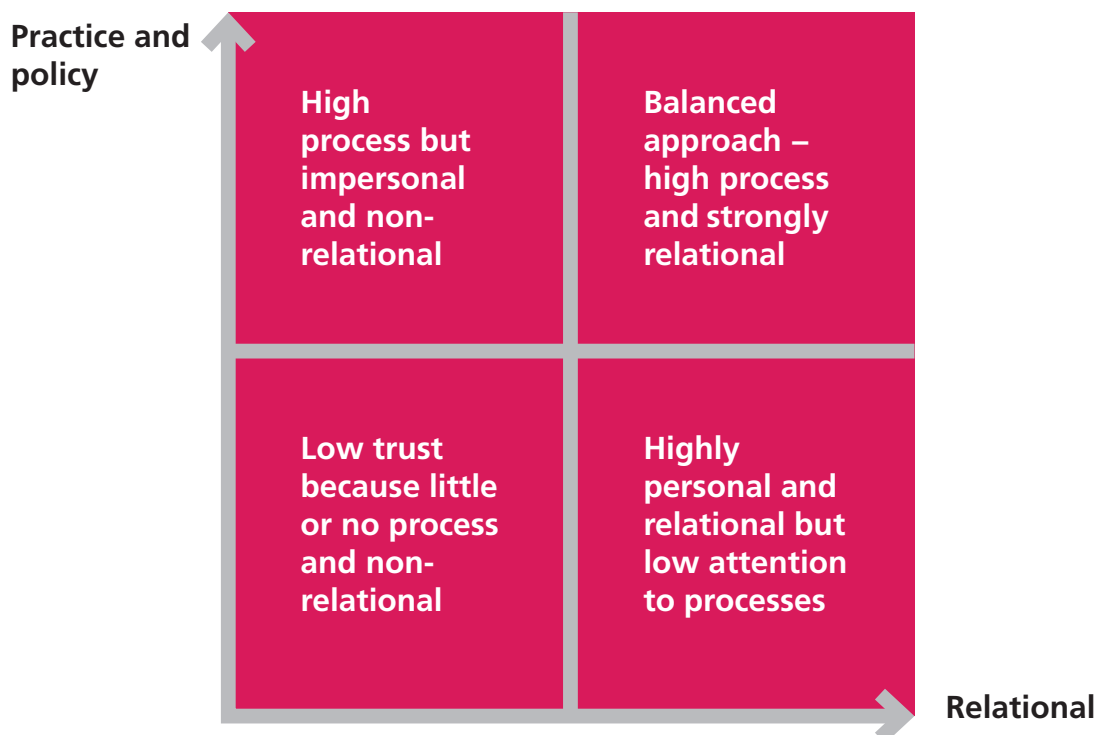 Practice and
policy
High
process but
impersonal
and non-
relational
Balanced
approach –
high process
and strongly
relational
Low trust
because little
or no process
and non-
relational
Highly
personal and
relational but
low attention
to processes
Relational